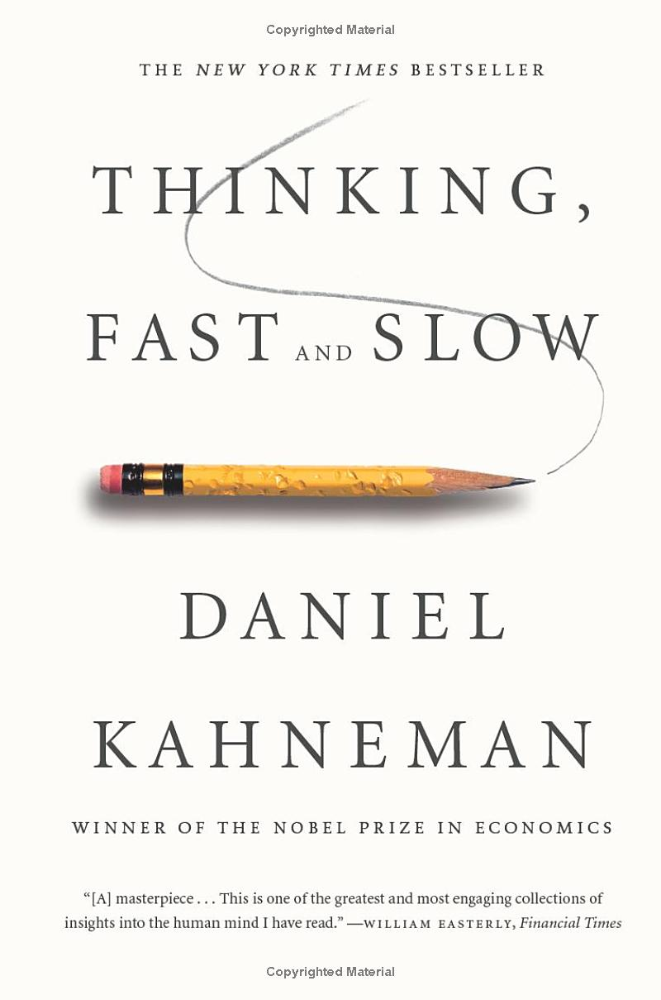 Copyrighted Material
THE NEW YORK TIMES BESTSELLER
THINKING,
FAST AND SLOW
DANIEL
KAHNEMAN
WINNER OF THE NOBEL PRIZE IN ECONOMICS
“[A] masterpiece . . . This is one of the greatest and most engaging collections of
insights into the human mind I have read.” —WILLIAM EASTERLY, Financial Times
Copyrighted Material